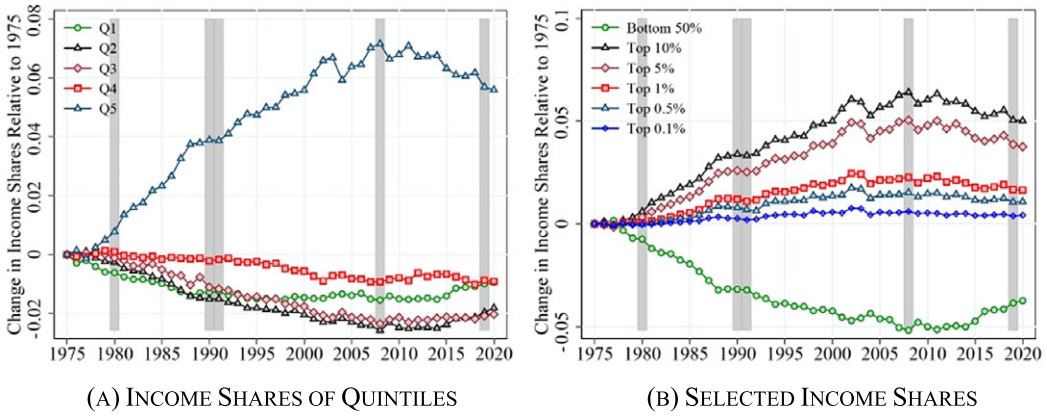 Change in Income Shares Relative to 1975
0.08
0.06
0.04
0.02
0
-0.02
Q1
Q2
Q3
Q4
Q5
1975 1980 1985 1990 1995 2000 2005 2010 2015 2020
(A) INCOME SHARES OF QUINTILES
Change in Income Shares Relative to 1975
0.1
0.05
0
-0.05
Bottom 50%
Top 10%
Top 5%
Top 1%
Top 0.5%
Top 0.1%
1975 1980 1985 1990 1995 2000 2005 2010 2015 2020
(B) SELECTED INCOME SHARES